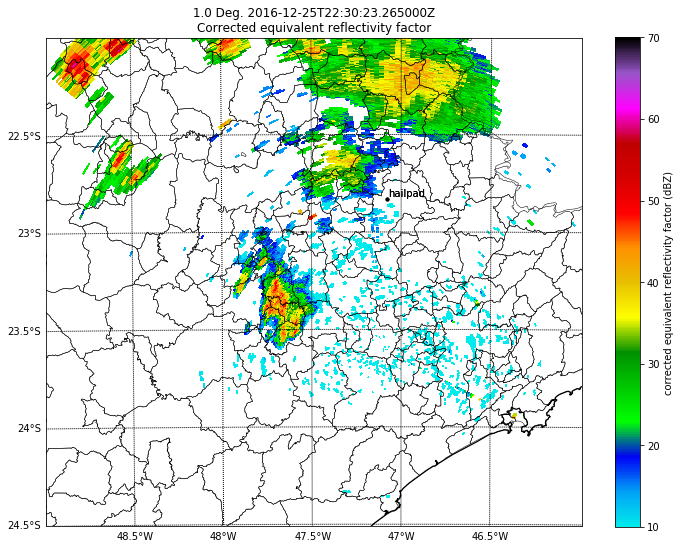 1.0 Deg. 2016-12-25T22:30:23.265000Z
Corrected equivalent reflectivity factor
70
60
50
40
30
20
10
corrected equivalent reflectivity factor (dBZ)
22.5°S
23°S
23.5°S
24°S
24.5°S
hailpad
48.5°W
48°W
47.5°W
47°W
46.5°W